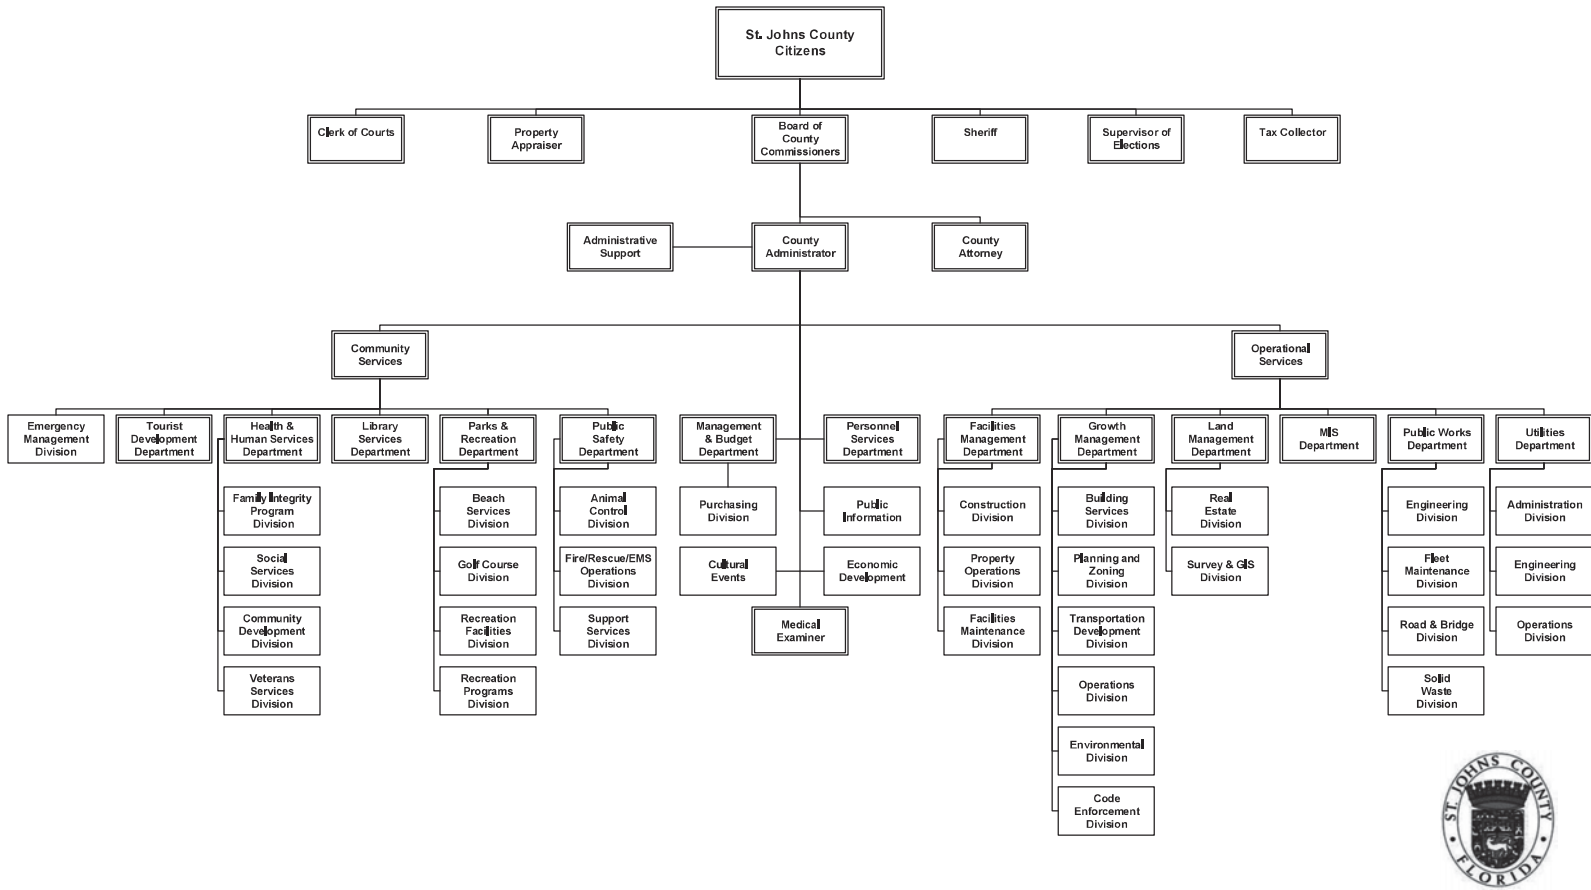 St. Johns County
Citizens
Clerk of Courts
Property
Appraiser
Board of
County
Commissioners
Sheriff
Supervisor of
Elections
Tax Collector
Administrative
Support
County
Administrator
County
Attorney
Community
Services
Operational
Services
Emergency
Management
Division
Tourist
Development
Department
Health &
Human Services
Department
Library
Services
Department
Parks &
Recreation
Department
Public
Safety
Department
Management
& Budget
Department
Personnel
Services
Department
Facilities
Management
Department
Growth
Management
Department
Land
Management
Department
MIS
Department
Public Works
Department
Utilities
Department
Family Integrity
Program
Division
Social
Services
Division
Community
Development
Division
Veterans
Services
Division
Beach
Services
Division
Golf Course
Division
Recreation
Facilities
Division
Recreation
Programs
Division
Animal
Control
Division
Fire/Rescue/EMS
Operations
Division
Support
Services
Division
Purchasing
Division
Cultural
Events
Public
Information
Economic
Development
Medical
Examiner
Construction
Division
Property
Operations
Division
Facilities
Maintenance
Division
Building
Services
Division
Planning and
Zoning
Division
Transportation
Development
Division
Operations
Division
Environmental
Division
Code
Enforcement
Division
Real
Estate
Division
Survey & GIS
Division
Engineering
Division
Fleet
Maintenance
Division
Road & Bridge
Division
Solid
Waste
Division
Administration
Division
Engineering
Division
Operations
Division
ST. JOHNS COUNTY
• FLORIDA •